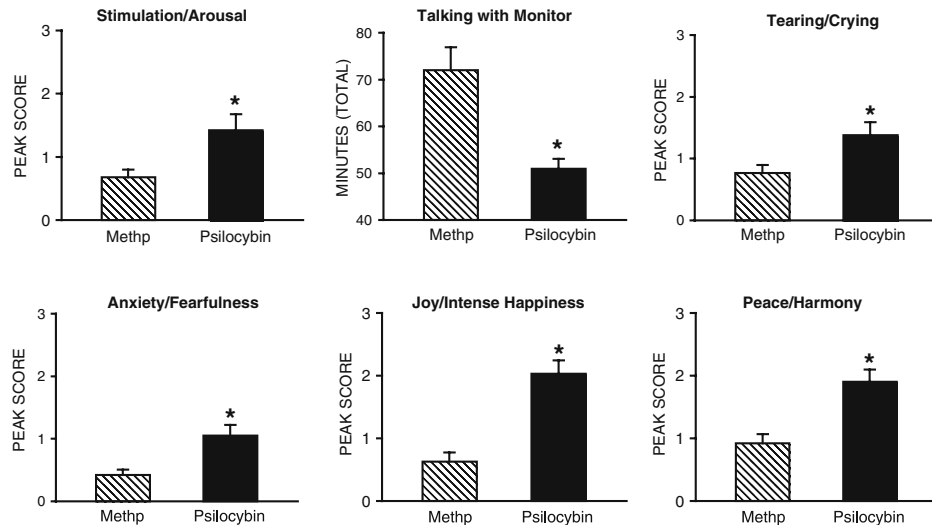 Stimulation/Arousal
PEAK SCORE
3
2
1
0
*
Methp Psilocybin
Talking with Monitor
MINUTES (TOTAL)
80
70
60
50
40
*
Methp Psilocybin
Tearing/Crying
PEAK SCORE
3
2
1
0
*
Methp Psilocybin
Anxiety/Fearfulness
PEAK SCORE
3
2
1
0
*
Methp Psilocybin
Joy/Intense Happiness
PEAK SCORE
3
2
1
0
*
Methp Psilocybin
Peace/Harmony
PEAK SCORE
3
2
1
0
*
Methp Psilocybin